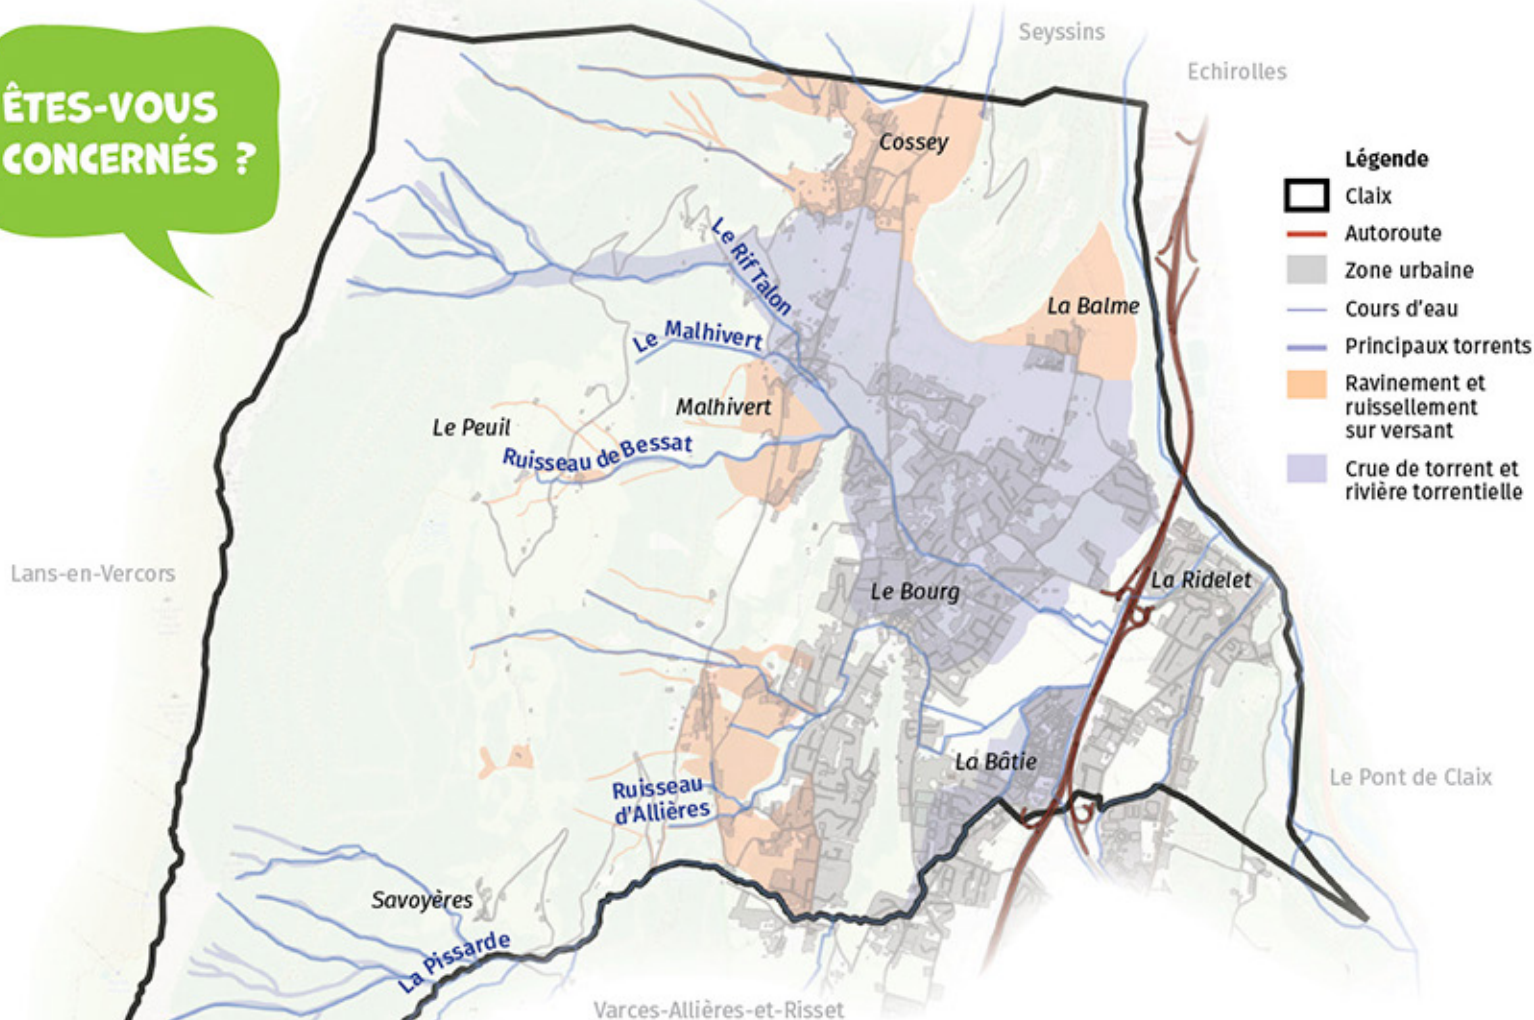 ÊTES-VOUS
CONCERNÉS ?
Seyssins
Echirolles
Cossey
Légende
Claix
Autoroute
Zone urbaine
Cours d'eau
Principaux torrents
Ravinement et
ruissellement
sur versant
Crue de torrent et
rivière torrentielle
Le Rif Talon
La Balme
Le Malhivert
Malhivert
Le Peuil
Ruisseau de Bessat
Lans-en-Vercors
La Ridelet
Le Bourg
La Bâtie
Le Pont de Claix
Ruisseau
d'Allières
Savoyères
La Pissarde
Varces-Allières-et-Risset